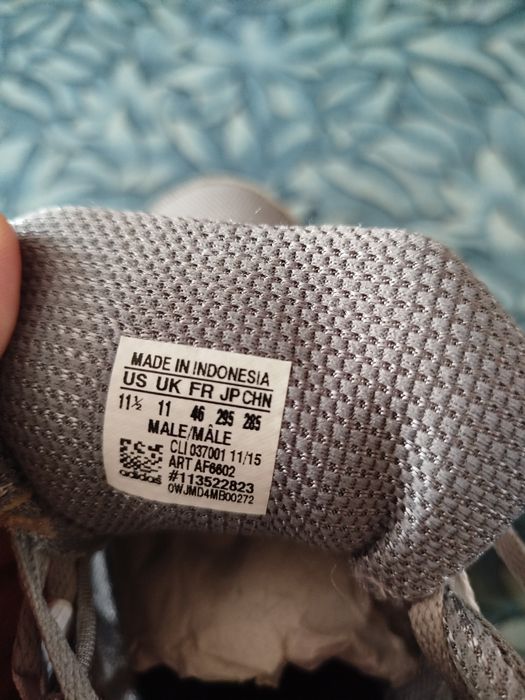 MADE IN INDONESIA
US UK FR JP CHN
11½ 11 46 295 285
MALE/MÂLE
CLI 037001 11/15
ART AF6602
adidas #113522823
0WJMD4MB00272